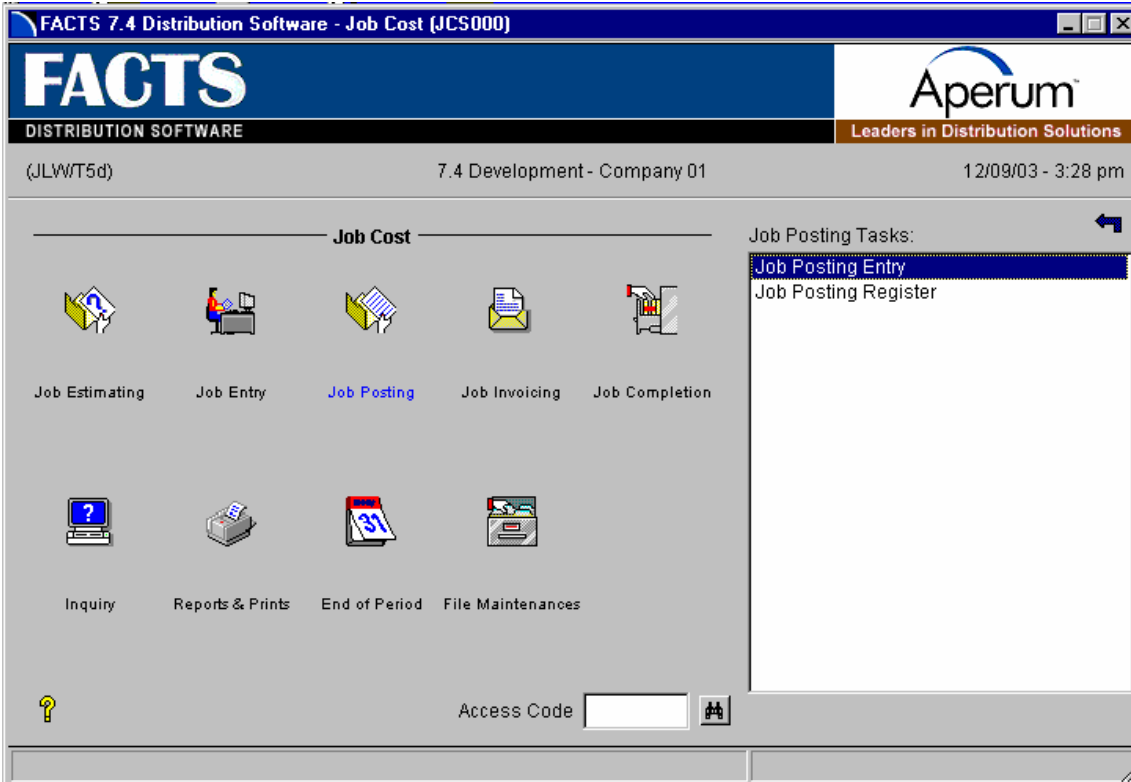 FACTS 7.4 Distribution Software - Job Cost (JCS000)
FACTS
DISTRIBUTION SOFTWARE
Aperum™
Leaders in Distribution Solutions
(JLW/T5d)
7.4 Development - Company 01
12/09/03 - 3:28 pm
Job Cost
Job Estimating
Job Entry
Job Posting
Job Invoicing
Job Completion
31
?
Inquiry
Reports & Prints
End of Period
File Maintenances
?
Access Code
Job Posting Tasks:
Job Posting Entry
Job Posting Register